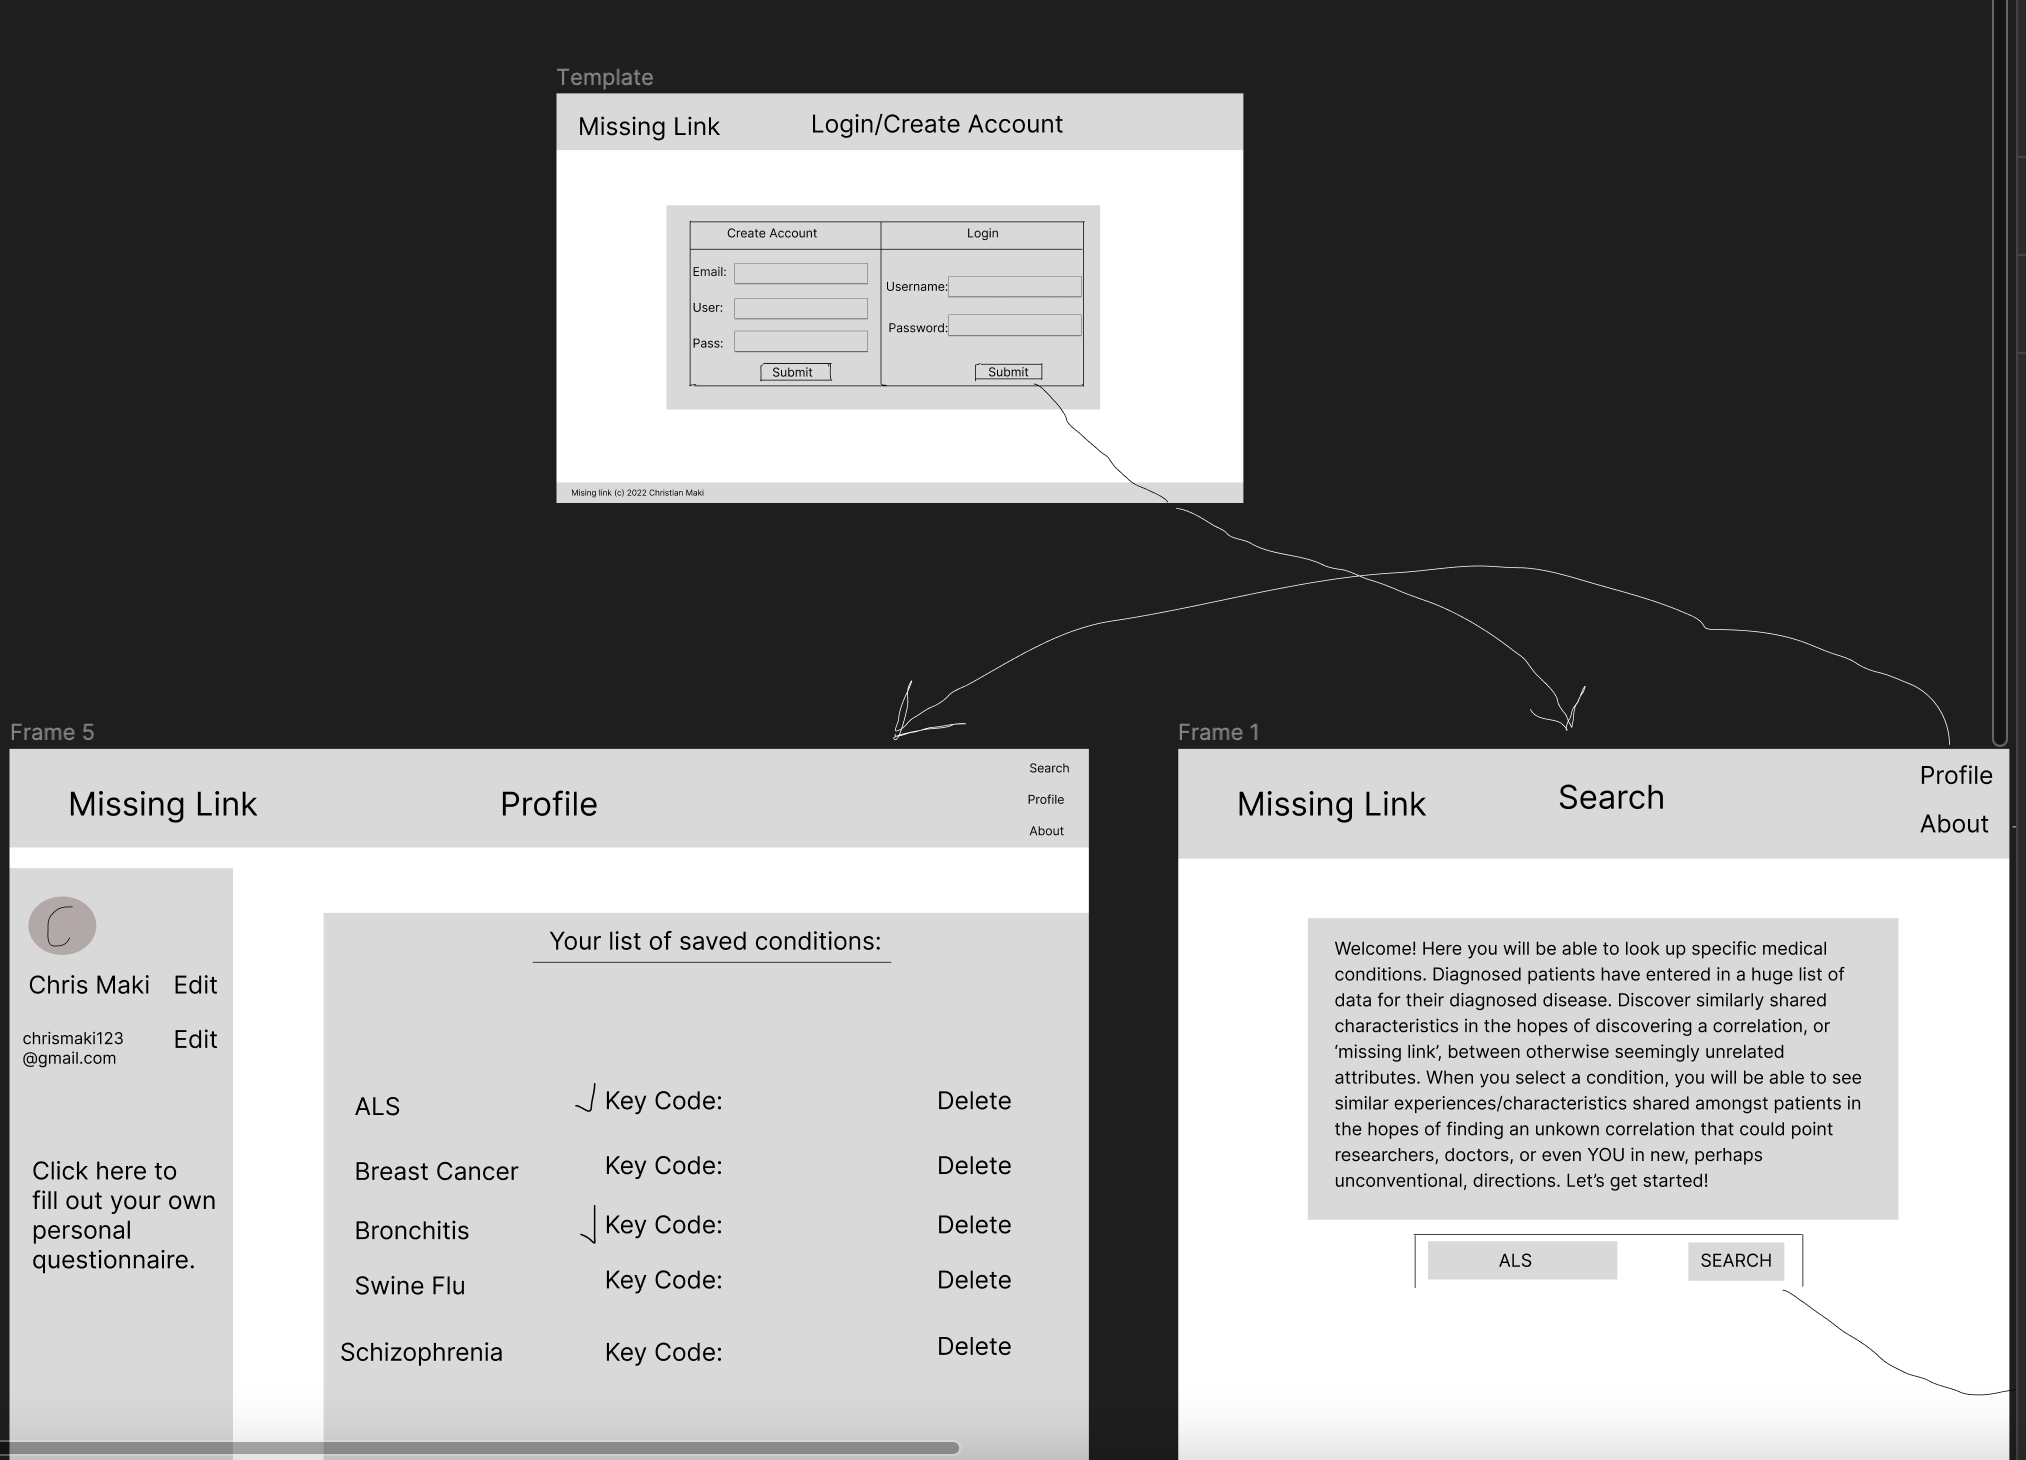 Template
Missing Link
Login/Create Account
Create Account
Login
Email:
User:
Pass:
Submit
Username:
Password:
Submit
Mising link (c) 2022 Christian Maki
Frame 5
Missing Link
Profile
Search
Profile
About
C
Chris Maki Edit
chrismaki123
@gmail.com
Edit
Click here to
fill out your own
personal
questionnaire.
Your list of saved conditions:
ALS Key Code: Delete
Breast Cancer Key Code: Delete
Bronchitis Key Code: Delete
Swine Flu Key Code: Delete
Schizophrenia Key Code: Delete
Frame 1
Missing Link
Search
Profile
About
Welcome! Here you will be able to look up specific medical
conditions. Diagnosed patients have entered in a huge list of
data for their diagnosed disease. Discover similarly shared
characteristics in the hopes of discovering a correlation, or
‘missing link’, between otherwise seemingly unrelated
attributes. When you select a condition, you will be able to see
similar experiences/characteristics shared amongst patients in
the hopes of finding an unkown correlation that could point
researchers, doctors, or even YOU in new, perhaps
unconventional, directions. Let’s get started!
ALS
SEARCH